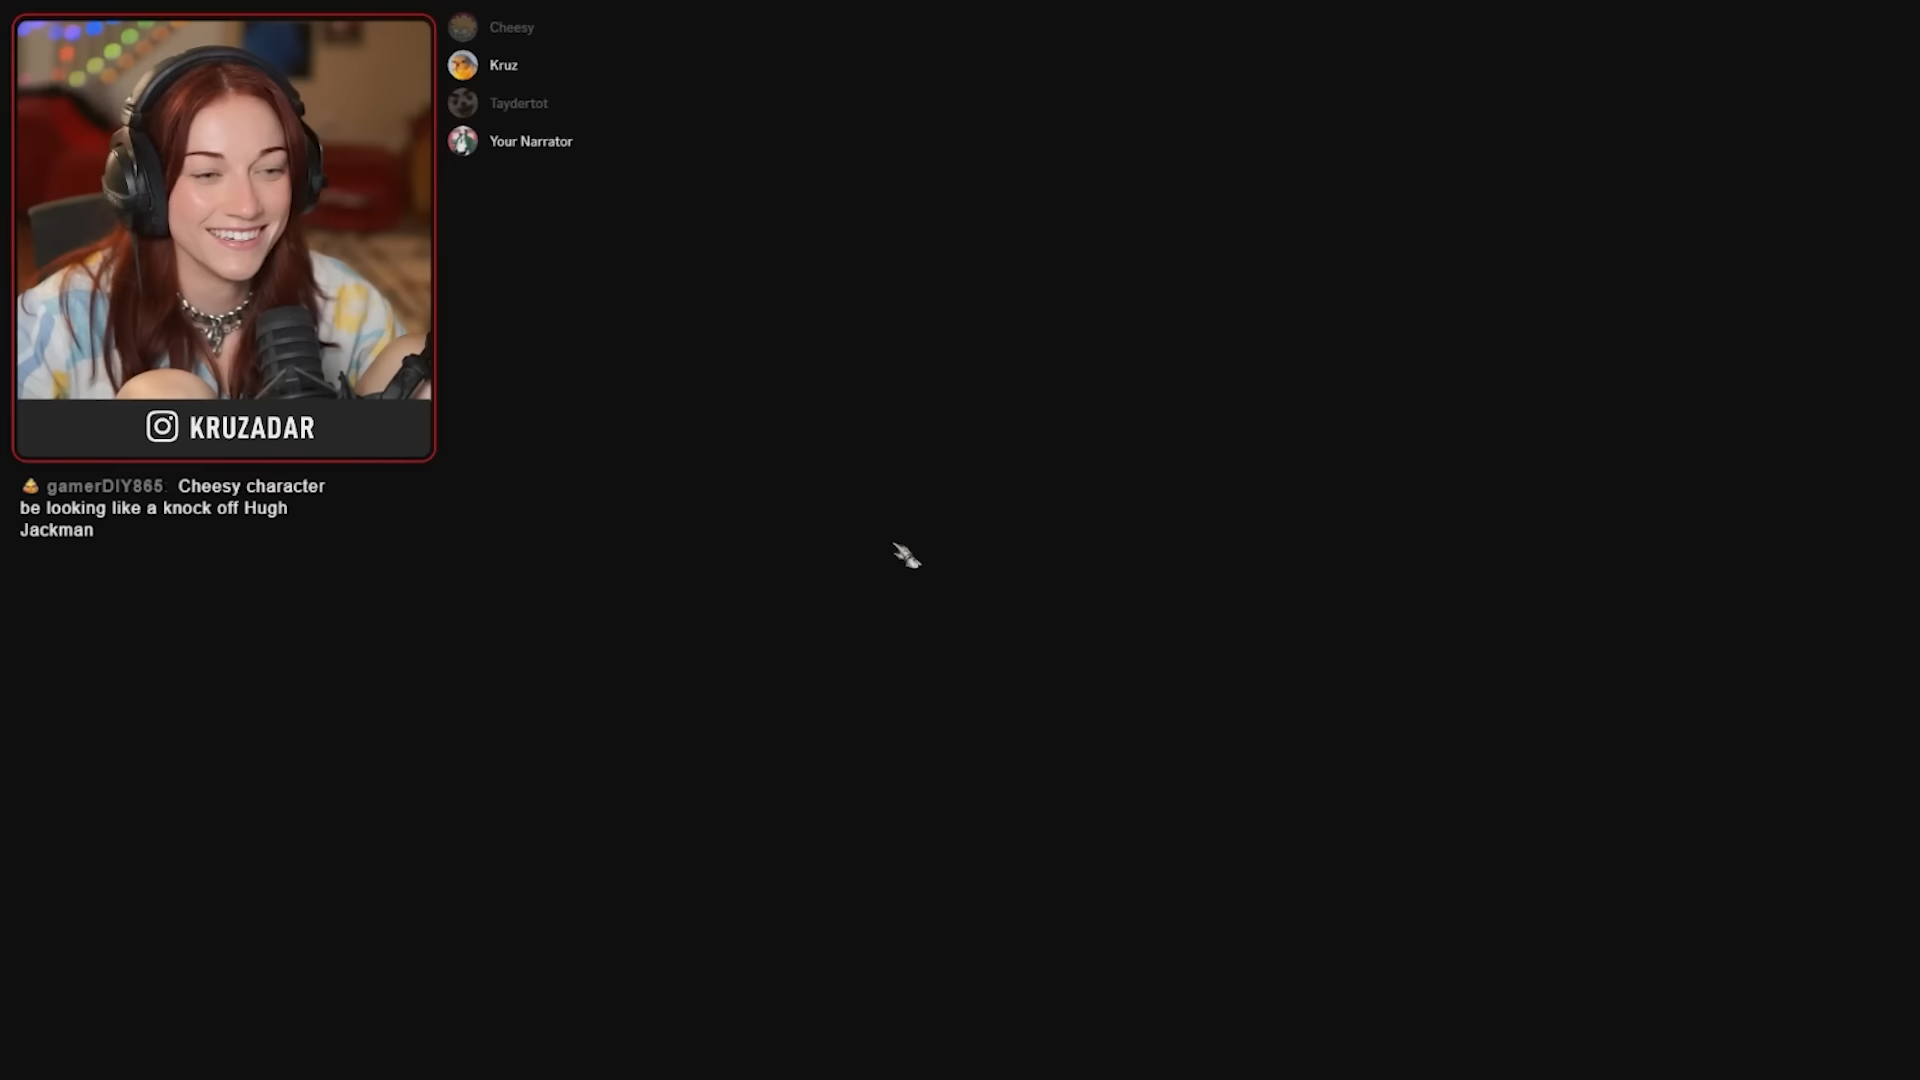 Cheesy
Kruz
Taydertot
Your Narrator
KRUZADAR
gamerDIY865: Cheesy character
be looking like a knock off Hugh
Jackman